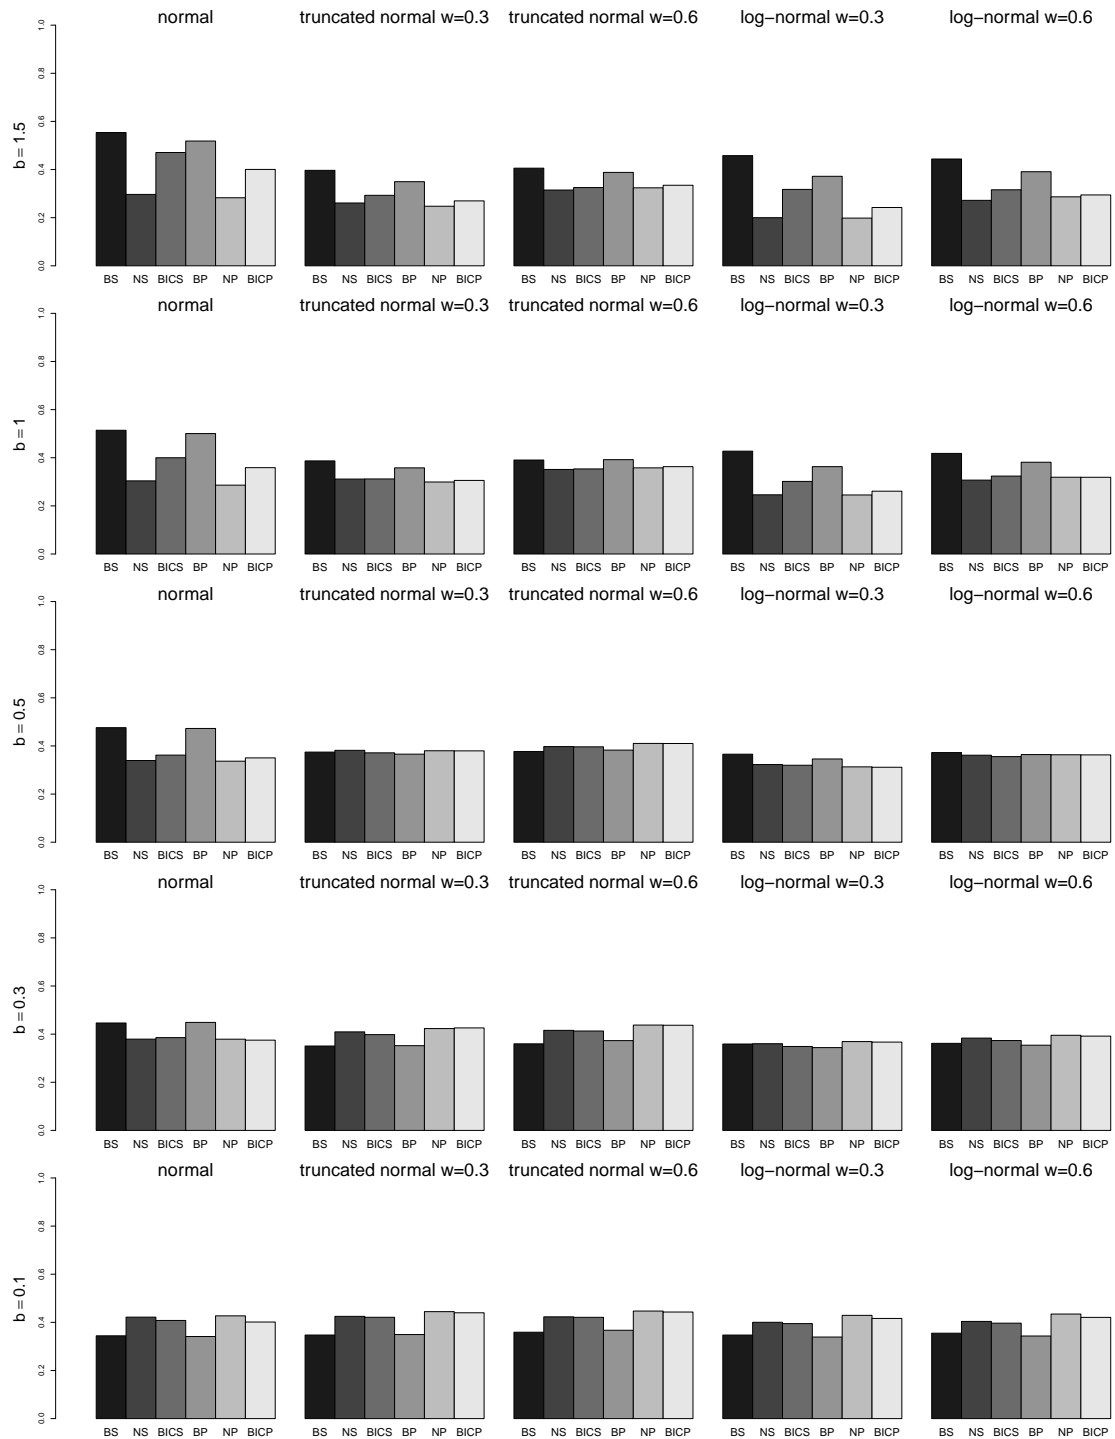 normal truncated normal w=0.3 truncated normal w=0.6 log−normal w=0.3 log−normal w=0.6
b = 1.5
0.0 0.2 0.4 0.6 0.8 1.0
BS NS BICS BP NP BICP BS NS BICS BP NP BICP BS NS BICS BP NP BICP BS NS BICS BP NP BICP BS NS BICS BP NP BICP
normal truncated normal w=0.3 truncated normal w=0.6 log−normal w=0.3 log−normal w=0.6
b = 1
0.0 0.2 0.4 0.6 0.8 1.0
BS NS BICS BP NP BICP BS NS BICS BP NP BICP BS NS BICS BP NP BICP BS NS BICS BP NP BICP BS NS BICS BP NP BICP
normal truncated normal w=0.3 truncated normal w=0.6 log−normal w=0.3 log−normal w=0.6
b = 0.5
0.0 0.2 0.4 0.6 0.8 1.0
BS NS BICS BP NP BICP BS NS BICS BP NP BICP BS NS BICS BP NP BICP BS NS BICS BP NP BICP BS NS BICS BP NP BICP
normal truncated normal w=0.3 truncated normal w=0.6 log−normal w=0.3 log−normal w=0.6
b = 0.3
0.0 0.2 0.4 0.6 0.8 1.0
BS NS BICS BP NP BICP BS NS BICS BP NP BICP BS NS BICS BP NP BICP BS NS BICS BP NP BICP BS NS BICS BP NP BICP
normal truncated normal w=0.3 truncated normal w=0.6 log−normal w=0.3 log−normal w=0.6
b = 0.1
0.0 0.2 0.4 0.6 0.8 1.0
BS NS BICS BP NP BICP BS NS BICS BP NP BICP BS NS BICS BP NP BICP BS NS BICS BP NP BICP BS NS BICS BP NP BICP